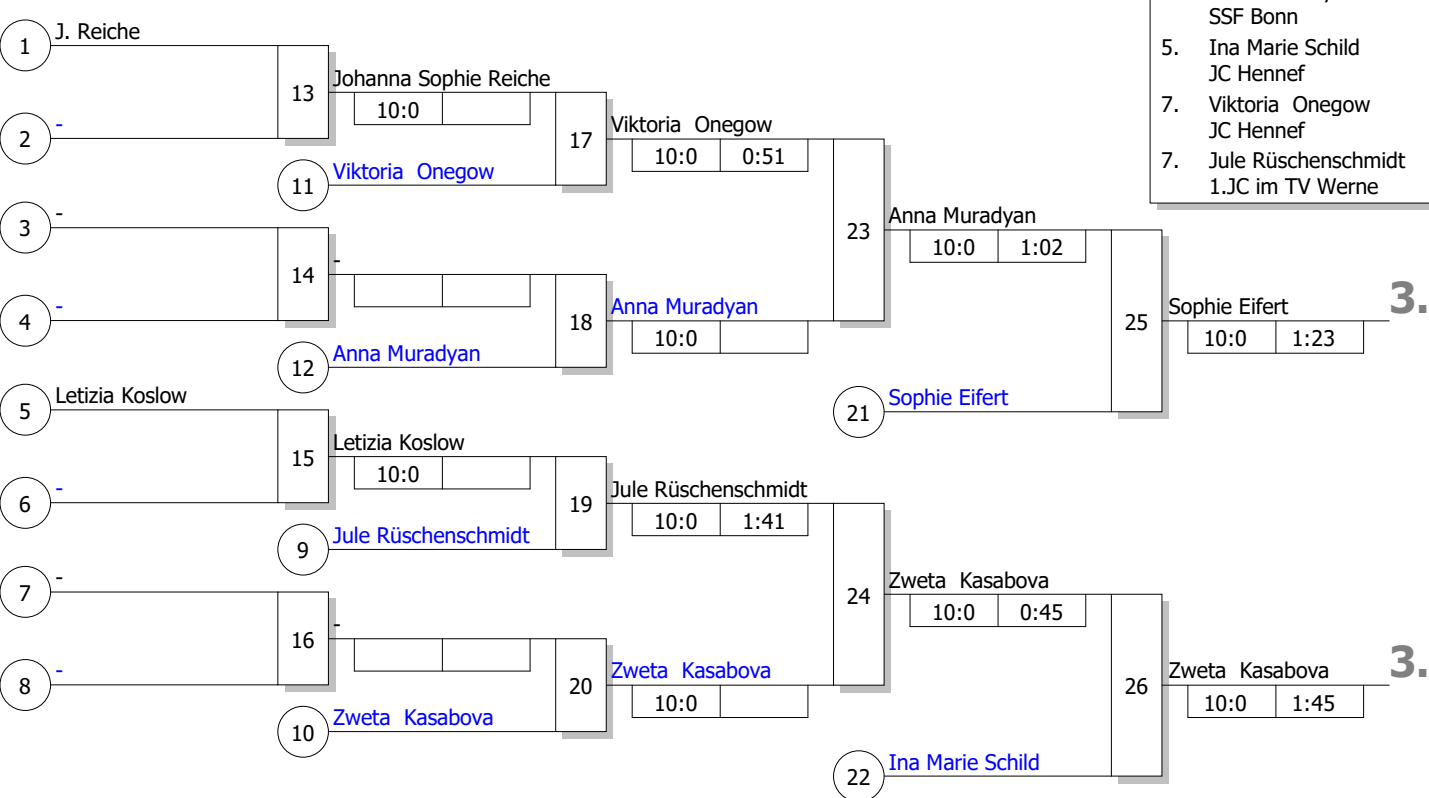 SSF Bonn
5. Ina Marie Schild
JC Hennef
7. Viktoria Onegow
JC Hennef
7. Jule Rüschenschmidt
1.JC im TV Werne
1 J. Reiche
2 -
13 Johanna Sophie Reiche
10:0
11 Viktoria Onegow
17 Viktoria Onegow
10:0 0:51
3 -
4 -
14 -
12 Anna Muradyan
18 Anna Muradyan
10:0
23 Anna Muradyan
10:0 1:02
21 Sophie Eifert
25 Sophie Eifert 3.
10:0 1:23
5 Letizia Koslow
6 -
15 Letizia Koslow
10:0
9 Jule Rüschenschmidt
19 Jule Rüschenschmidt
10:0 1:41
7 -
8 -
16 -
10 Zweta Kasabova
20 Zweta Kasabova
10:0
24 Zweta Kasabova
10:0 0:45
22 Ina Marie Schild
26 Zweta Kasabova 3.
10:0 1:45